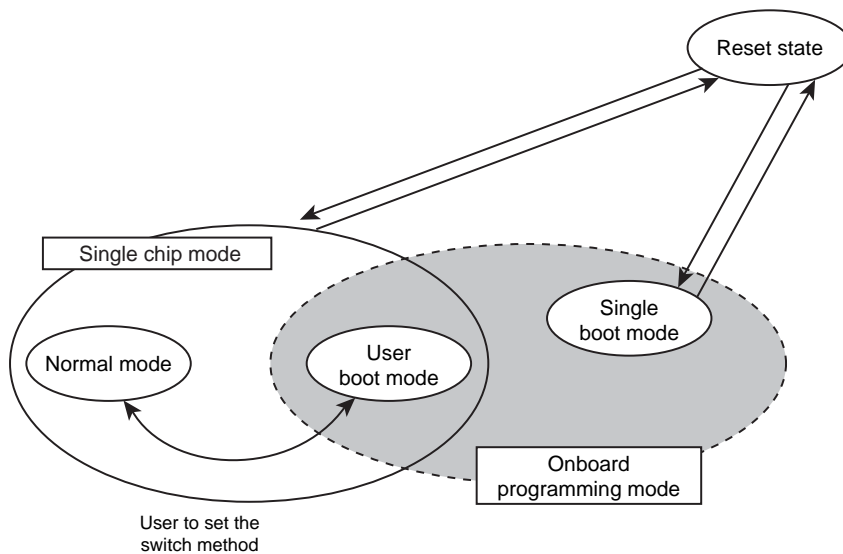 Reset state
Single chip mode
Single
boot mode
Normal mode
User
boot mode
Onboard
programming mode
User to set the
switch method